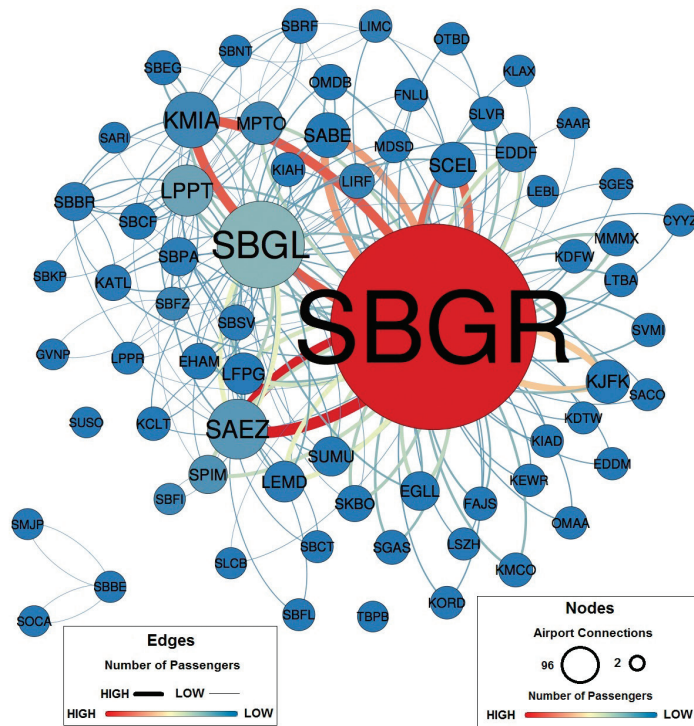 SBNT
SBRF
LIMC
OTBD
SBEG
OMDB
KLAX
FNLU
SLVR
KMIA
MPTO
SABE
SAAR
SARI
MDSD
EDDF
KIAH
SCEL
LPPT
LIRF
LEBL
SGES
SBBR
SBCF
CYYZ
SBGL
MMMX
SBPA
KDFW
SBKP
KATL
LTBA
SBFZ
SBGR
SBSV
SVMI
GVNP
LPPR
EHAM
LFPG
KJFK
SACO
SUSO
KCLT
SAEZ
KDTW
KIAD
SUMU
EDDM
SPIM
LEMD
KEWR
SBFI
SKBO
EGLL
FAJS
OMAA
SMJP
SBCT
LSZH
SLCB
SGAS
KMCO
SBBE
KORD
SOCA
SBFL
TBPB
Edges
Number of Passengers
HIGH LOW
HIGH LOW
Nodes
Airport Connections
96 2
Number of Passengers
HIGH LOW